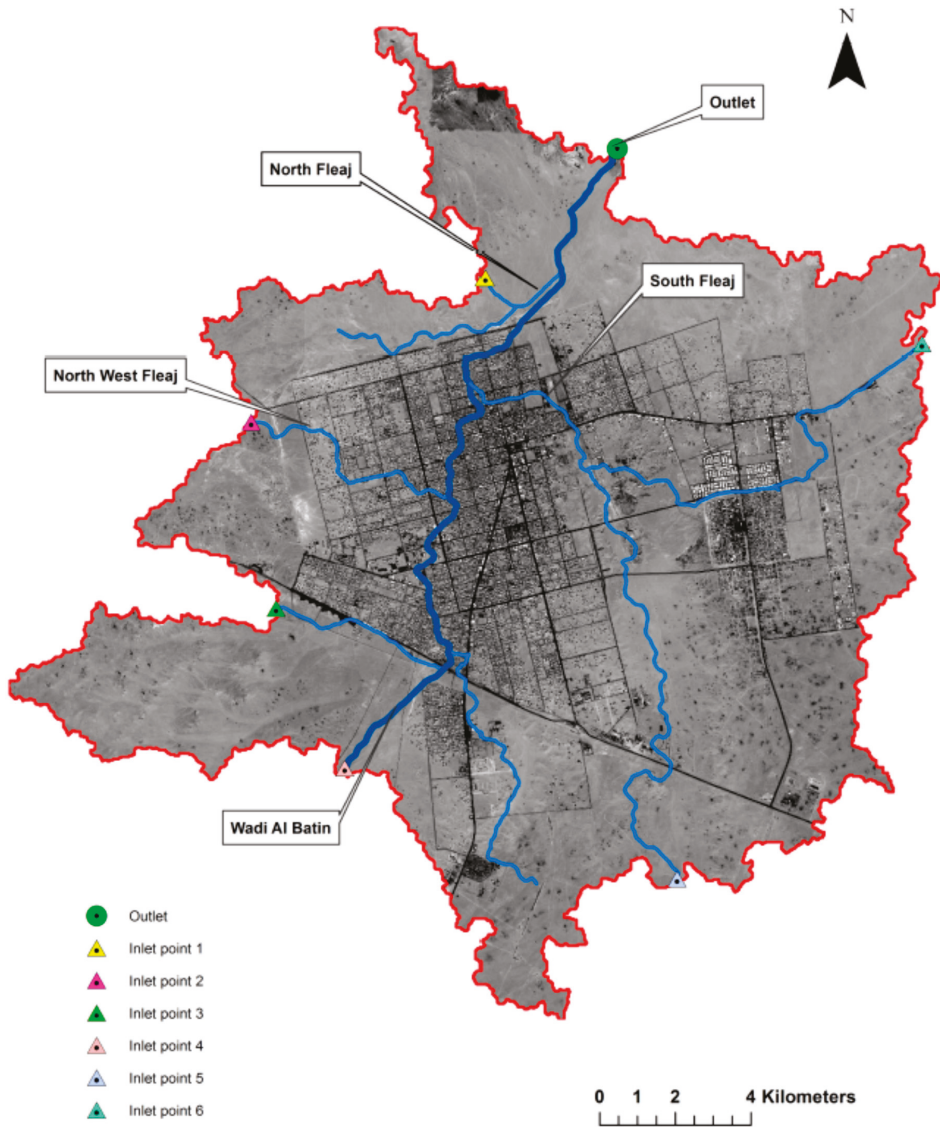 N
Outlet
North Fleaj
South Fleaj
North West Fleaj
Wadi Al Batin
Outlet
Inlet point 1
Inlet point 2
Inlet point 3
Inlet point 4
Inlet point 5
Inlet point 6
0 1 2 4 Kilometers